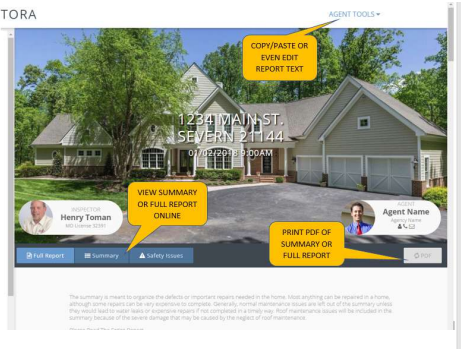 TORA
AGENT TOOLS
COPY/PASTE OR
EVEN EDIT
REPORT TEXT
1234 MAIN ST.
SEVERN 21144
01/02/2018 9:00AM
VIEW SUMMARY
OR FULL REPORT
ONLINE
INSPECTOR
Henry Toman
AGENT
Agent Name
Agency Name
PRINT PDF OF
SUMMARY OR
FULL REPORT
Full Report
Summary
Safety Issues
PDF
The summary is meant to organize the defects or important repairs needed in the home. Most anything can be repaired in a home,
although some repairs can be very expensive to complete. Generally, normal maintenance issues are left out of the summary unless
they would lead to water leaks or expensive repairs if not completed in a timely way. Roof maintenance issues will be included in the
summary because of the severe damage that may be caused by the neglect of roof maintenance.